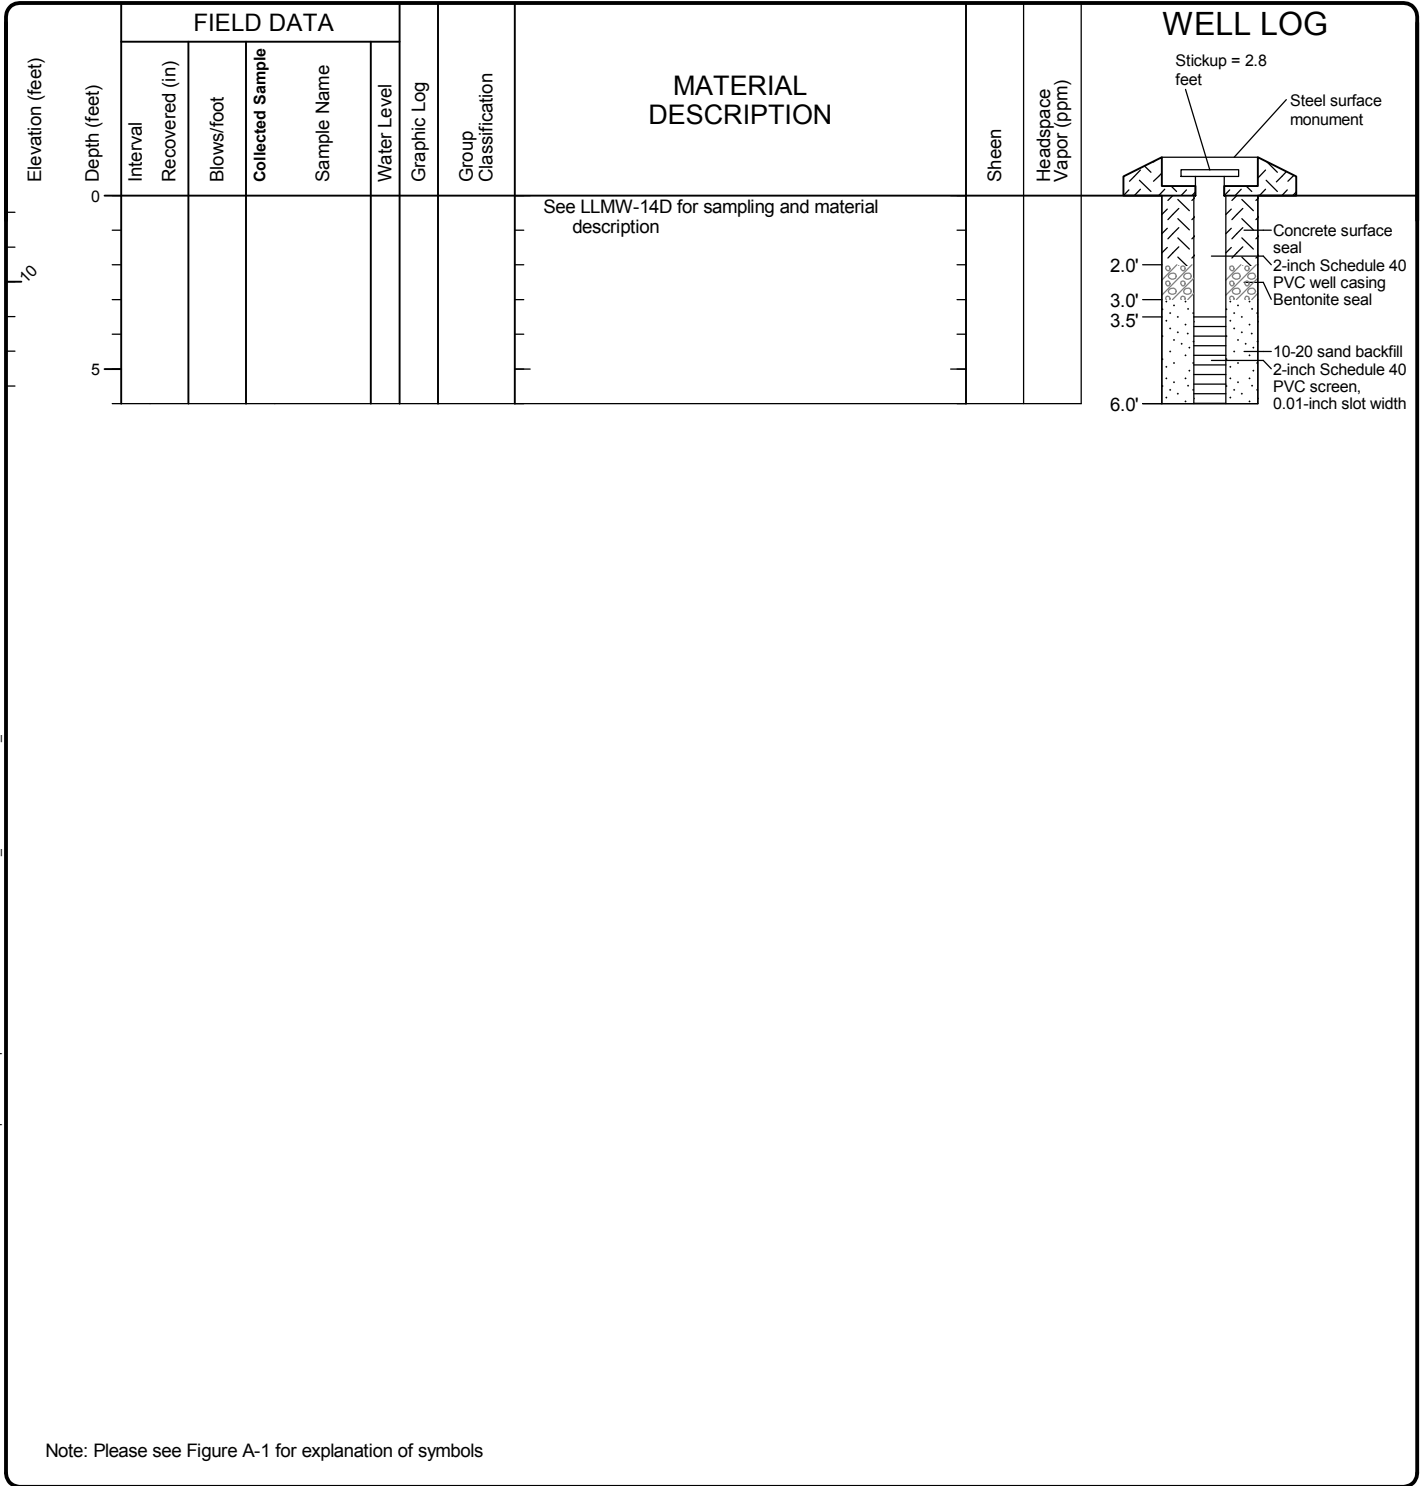 FIELD DATA
Elevation (feet)
Depth (feet)
Interval
Recovered (in)
Blows/foot
Collected Sample
Sample Name
Water Level
Graphic Log
Group
Classification
MATERIAL
DESCRIPTION
Sheen
Headspace
Vapor (ppm)
WELL LOG
Stickup = 2.8
feet
Steel surface
monument
0
10
5
See LLMW-14D for sampling and material
description
2.0'
3.0'
3.5'
6.0'
Concrete surface
seal
2-inch Schedule 40
PVC well casing
Bentonite seal
10-20 sand backfill
2-inch Schedule 40
PVC screen,
0.01-inch slot width
Note: Please see Figure A-1 for explanation of symbols